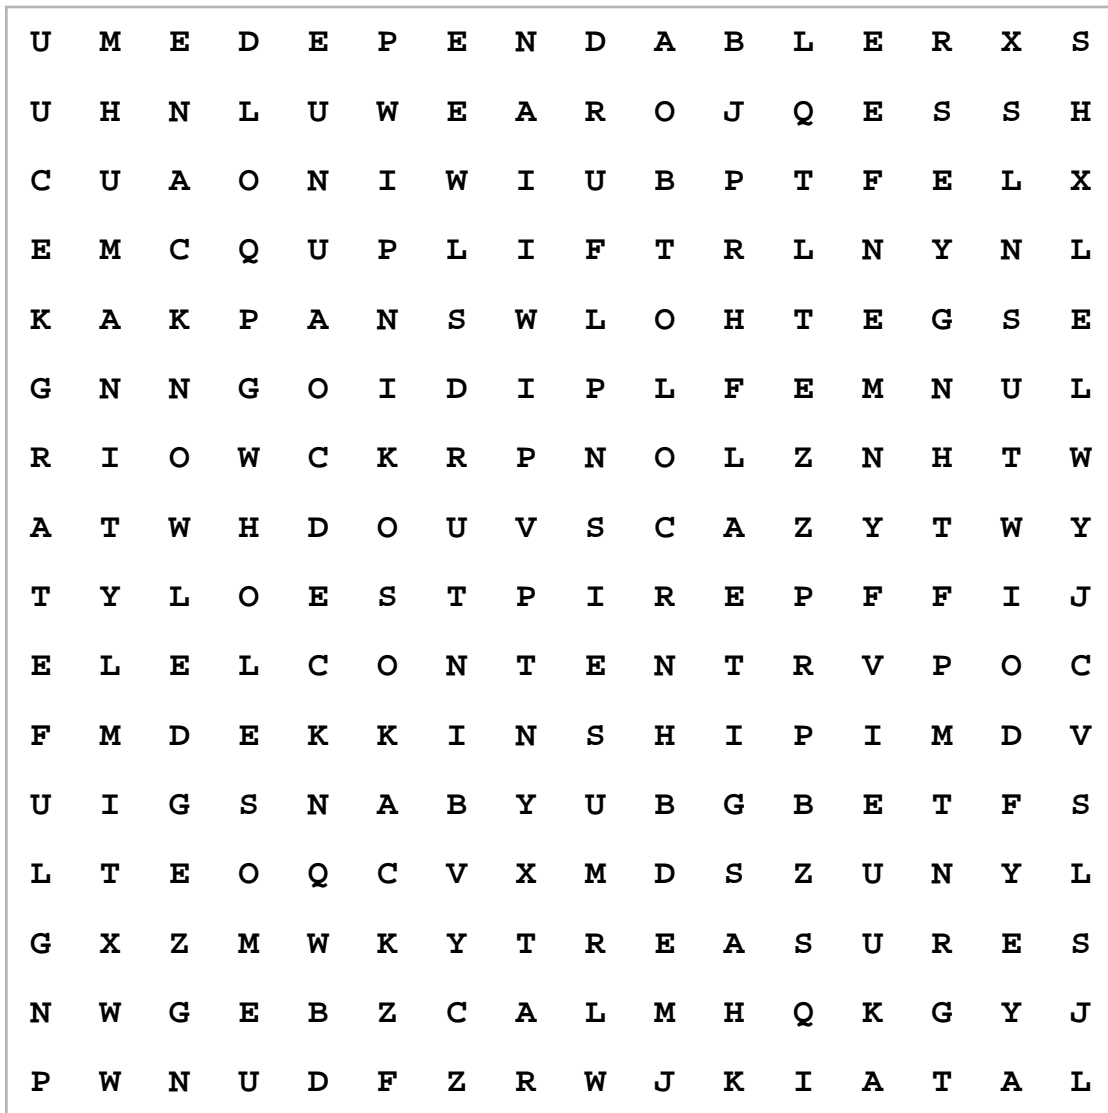 U M E D E P E N D A B L E R X S
U H N L U W E A R O J Q E S S H
C U A O N I W I U B P T F E L X
E M C Q U P L I F T R L N Y N L
K A K P A N S W L O H T E G S E
G N N G O I D I P L F E M N U L
R I O W C K R P N O L Z N H T W
A T W H D O U V S C A Z Y T W Y
T Y L O E S T P I R E P F F I J
E L E L C O N T E N T R V P O C
F M D E K K I N S H I P I M D V
U I G S N A B Y U B G B E T F S
L T E O Q C V X M D S Z U N Y L
G X Z M W K Y T R E A S U R E S
N W G E B Z C A L M H Q K G Y J
P W N U D F Z R W J K I A T A L